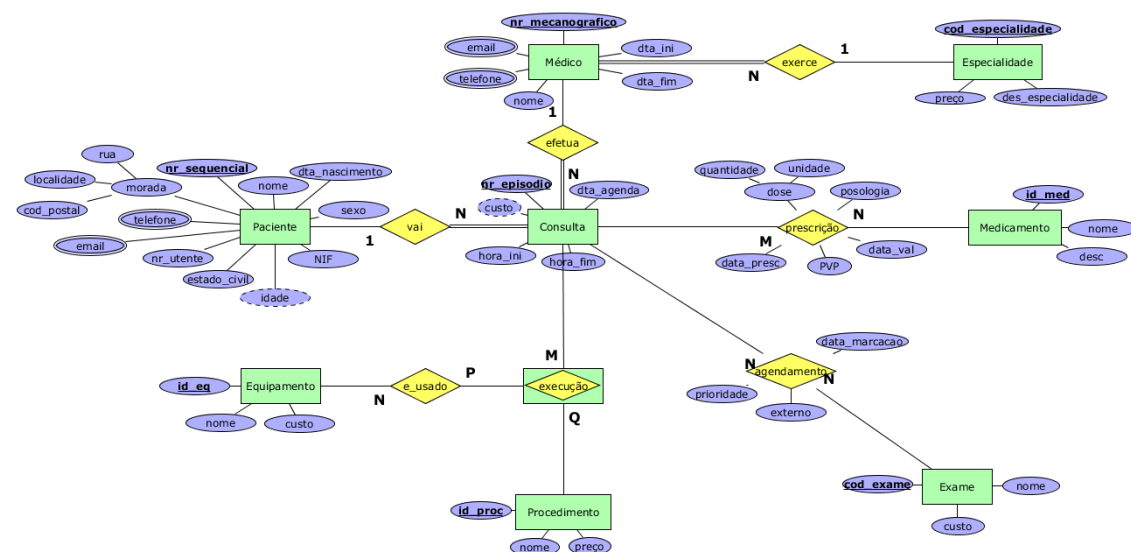 nr_mecanografico
cod_especialidade
email
dta_ini
1
Médico
exerce
Especialidade
telefone
N
dta_fim
nome
preço
des_especialidade
1
efetua
rua
nr_sequencial
nome
dta_nascimento
N
quantidade
unidade
localidade
morada
nr_episodio
dta_agenda
dose
posologia
id_med
cod_postal
custo
telefone
sexo
N
N
Paciente
vai
Consulta
prescrição
Medicamento
nome
email
1
M
nr_utente
NIF
hora_ini
hora_fim
data_presc
data_val
desc
estado_civil
PVP
idade
data_marcacao
M
N
P
agendamento
id_eq
Equipamento
e_usado
execução
N
N
prioridade
externo
nome
custo
Q
cod_exame
Exame
nome
id_proc
Procedimento
custo
nome
preço